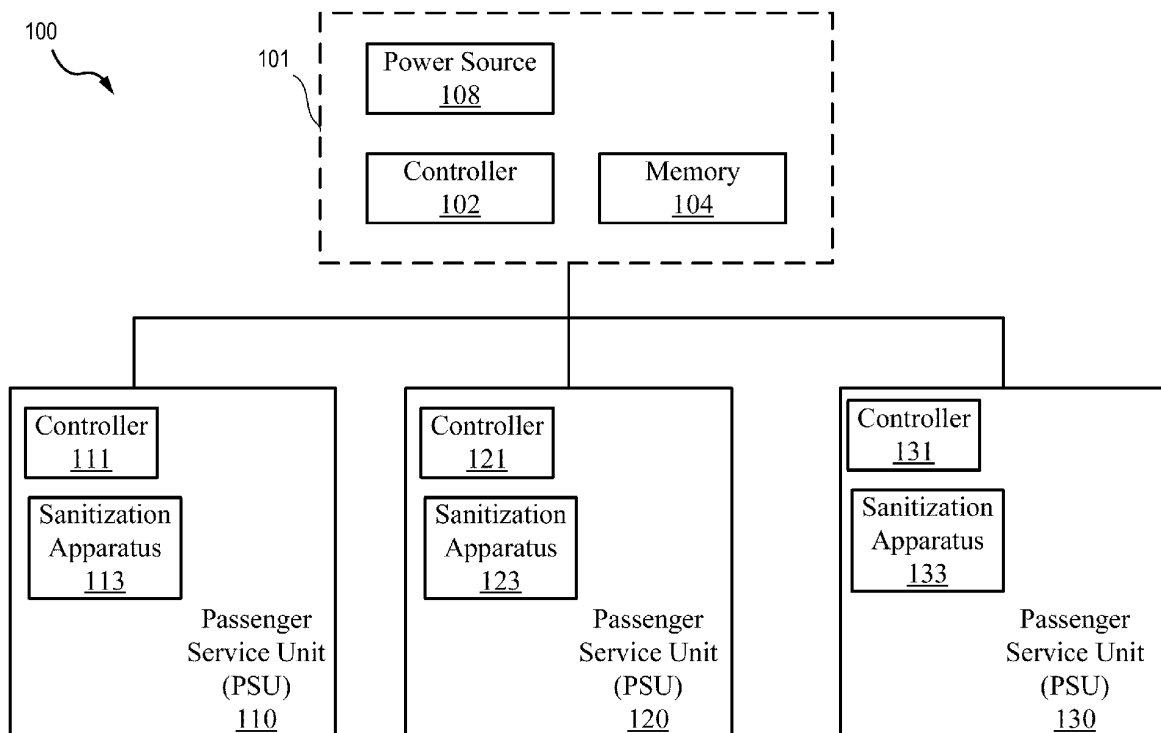 100
101
Power Source
108
Controller
102
Memory
104
Controller
111
Sanitization
Apparatus
113
Passenger
Service Unit
(PSU)
110
Controller
121
Sanitization
Apparatus
123
Passenger
Service Unit
(PSU)
120
Controller
131
Sanitization
Apparatus
133
Passenger
Service Unit
(PSU)
130